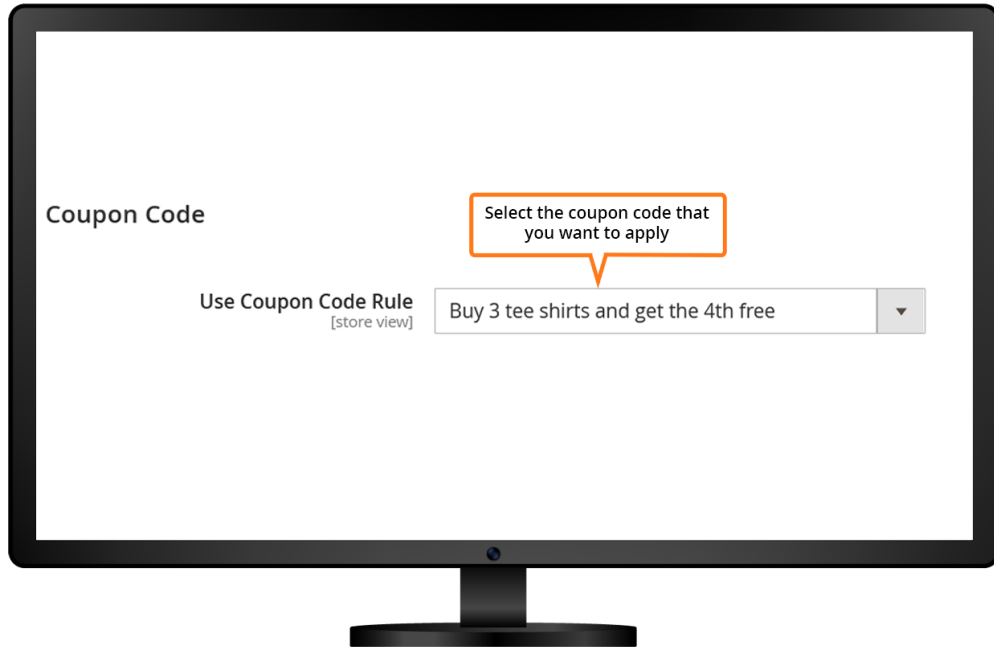 Coupon Code
Select the coupon code that
you want to apply
Use Coupon Code Rule
[store view]
Buy 3 tee shirts and get the 4th free